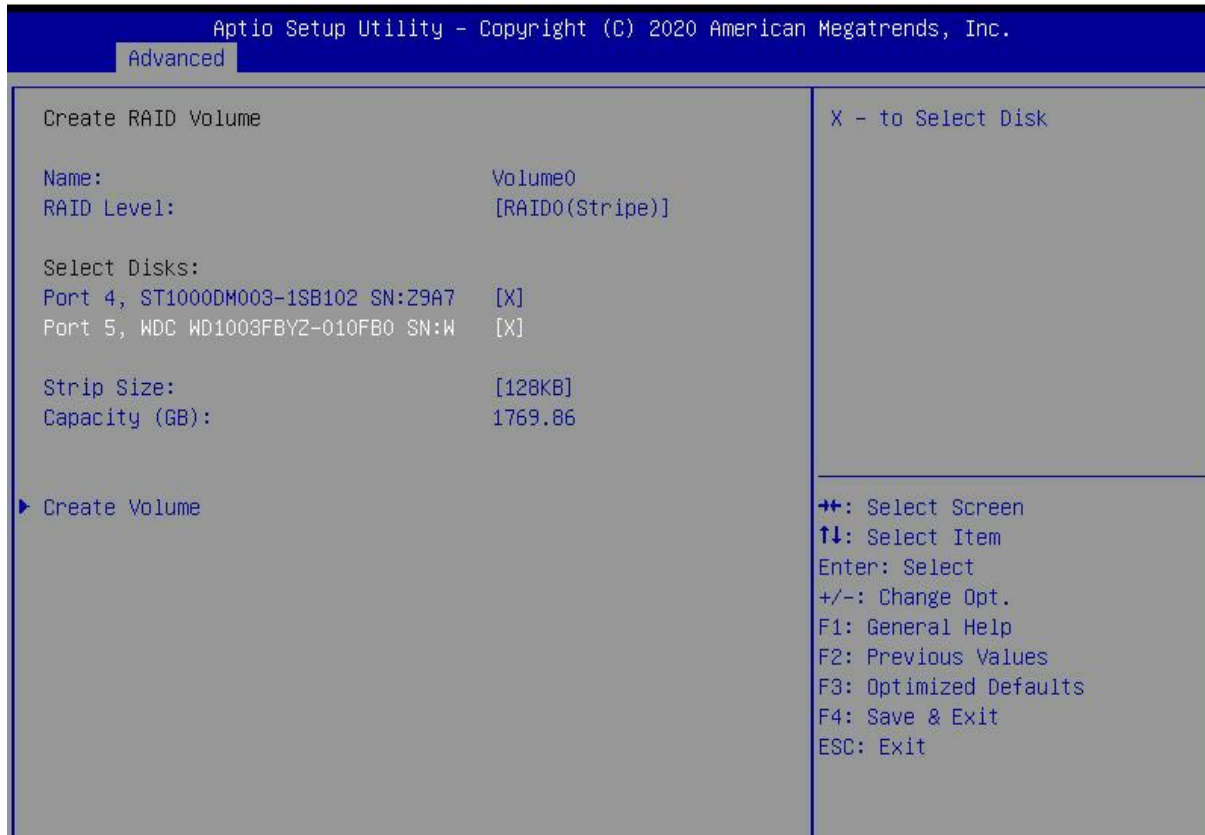 Aptio Setup Utility – Copyright (C) 2020 American Megatrends, Inc.
Advanced
Create RAID Volume
Name: Volume0
RAID Level: [RAID0(Stripe)]
Select Disks:
Port 4, ST1000DM003-1SB102 SN:Z9A7 [X]
Port 5, WDC WD1003FBYZ-010FB0 SN:W [X]
Strip Size: [128KB]
Capacity (GB): 1769.86
▶ Create Volume
X – to Select Disk
→←: Select Screen
↑↓: Select Item
Enter: Select
+/-: Change Opt.
F1: General Help
F2: Previous Values
F3: Optimized Defaults
F4: Save & Exit
ESC: Exit